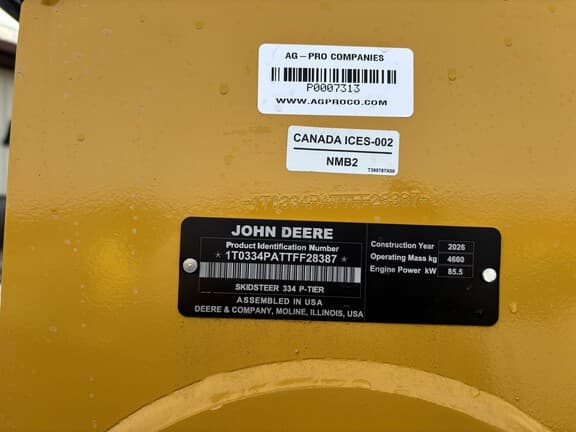 AG-PRO COMPANIES
P0007313
WWW.AGPROCO.COM
CANADA ICES-002
NMB2
*1T0334PATTFF28387*
JOHN DEERE
Product Identification Number
* 1T0334PATTFF28387 *
SKIDSTEER 334 P-TIER
ASSEMBLED IN USA
DEERE & COMPANY, MOLINE, ILLINOIS, USA
Construction Year 2026
Operating Mass kg 4660
Engine Power kW 85.5